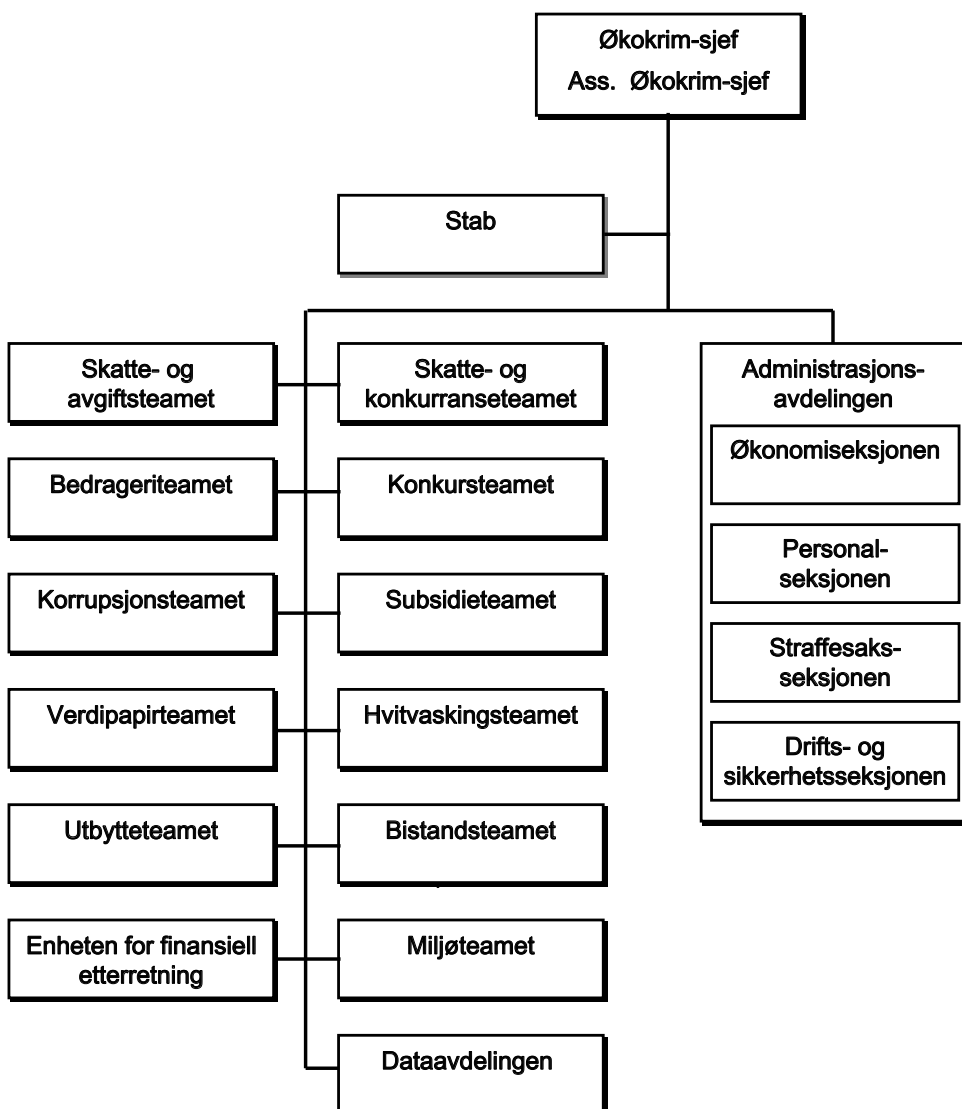 Økokrim-sjef
Ass. Økokrim-sjef
Stab
Skatte- og
avgiftsteamet
Skatte- og
konkurranseteamet
Administrasjons-
avdelingen
Økonomiseksjonen
Bedrageriteamet
Konkursteamet
Personal-
seksjonen
Korrupsjonsteamet
Subsidieteamet
Straffesaks-
seksjonen
Verdipapirteamet
Hvitvaskingsteamet
Drifts- og
sikkerhetsseksjonen
Utbytteteamet
Bistandsteamet
Enheten for finansiell
etterretning
Miljøteamet
Dataavdelingen